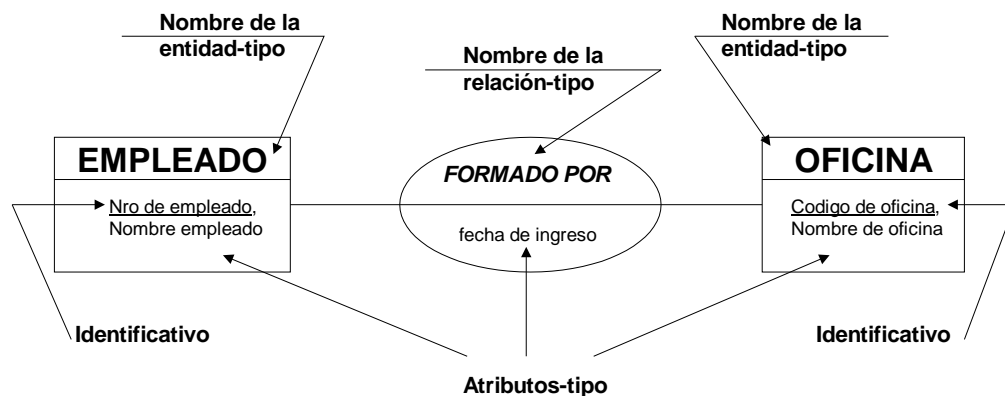 Nombre de la
entidad-tipo
Nombre de la
relación-tipo
Nombre de la
entidad-tipo
EMPLEADO
Nro de empleado,
Nombre empleado
FORMADO POR
fecha de ingreso
OFICINA
Codigo de oficina,
Nombre de oficina
Identificativo
Identificativo
Atributos-tipo